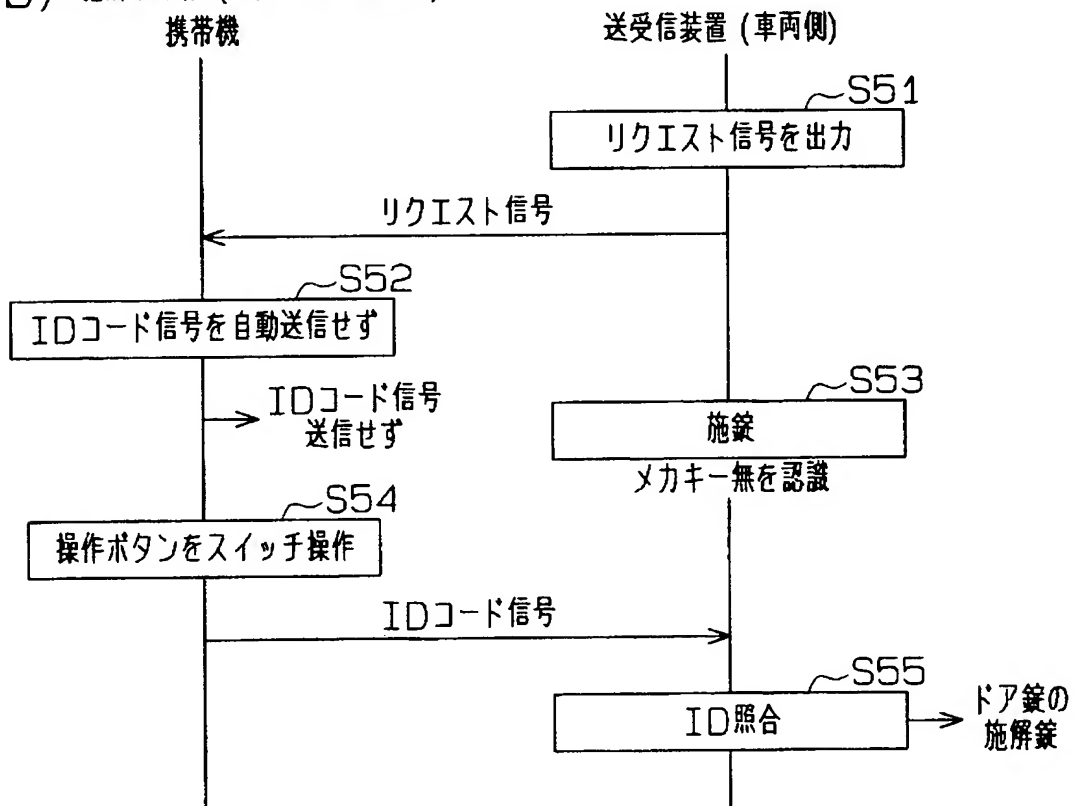 携帯機
送受信装置(車両側)
S51
リクエスト信号を出力
リクエスト信号
S52
IDコード信号を自動送信せず
IDコード信号
送信せず
S53
施錠
メカキー無を認識
S54
操作ボタンをスイッチ操作
IDコード信号
S55
ID照合
ドア錠の
施解錠